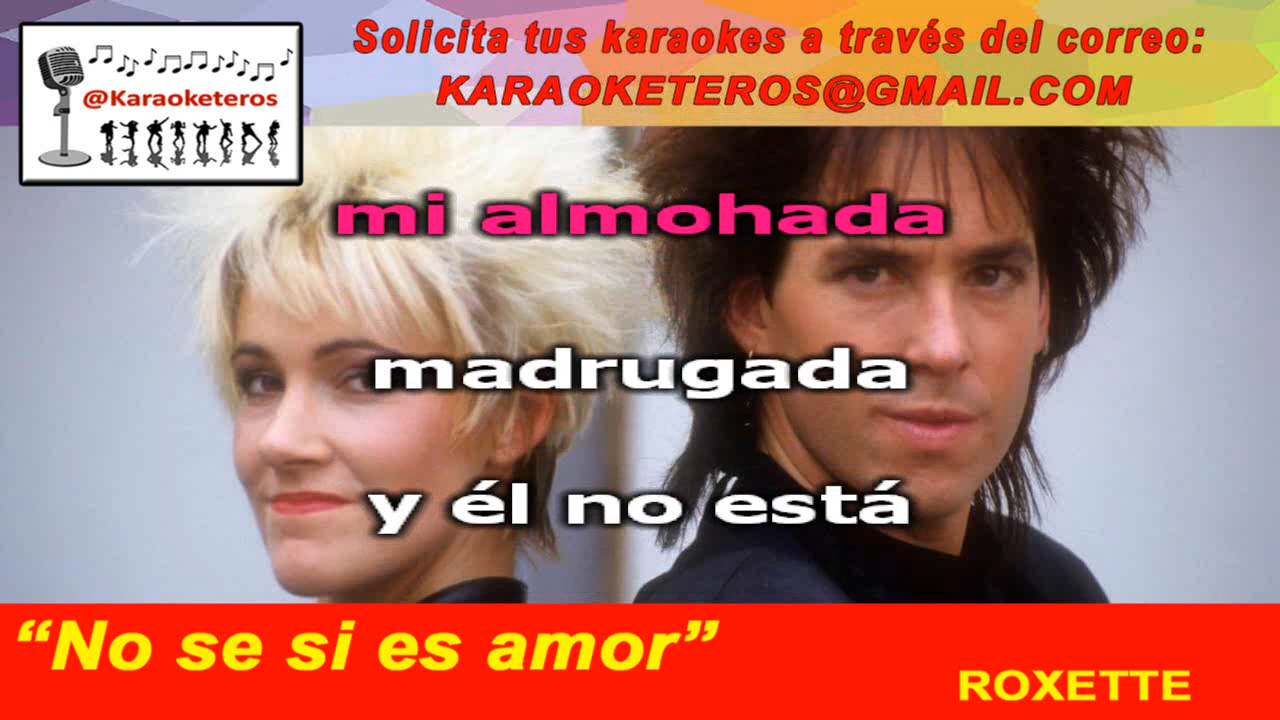 @Karaoketeros
Solicita tus karaokes a través del correo:
KARAOKETEROS@GMAIL.COM
mi almohada
madrugada
y él no está
“No se si es amor”
ROXETTE